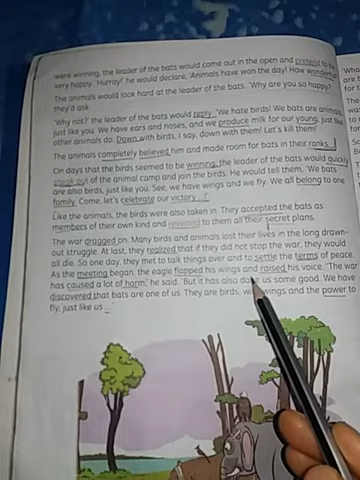 were winning, the leader of the bats would come out in the open and pretend to be
very happy. 'Hurray!' he would declare, 'Animals have won the day! How wonderful
The animals would look hard at the leader of the bats. 'Why are you so happy?'
they'd ask.
'Why not?' the leader of the bats would reply. 'We hate birds! We bats are animals
just like you. We have ears and noses, and we produce milk for our young, just like
other animals do. Down with birds, I say, down with them! Let's kill them!'
The animals completely believed him and made room for bats in their ranks.
On days that the birds seemed to be winning, the leader of the bats would quickly
sneak out of the animal camp and join the birds. He would tell them, 'We bats
are also birds, just like you. See, we have wings and we fly. We all belong to one
family. Come, let's celebrate our victory ...!'
Like the animals, the birds were also taken in. They accepted the bats as
members of their own kind and revealed to them all their secret plans.
The war dragged on. Many birds and animals lost their lives in the long drawn-
out struggle. At last, they realized that if they did not stop the war, they would
all die. So one day, they met to talk things over and to settle the terms of peace.
As the meeting began, the eagle flapped his wings and raised his voice. 'The war
has caused a lot of harm,' he said. 'But it has also us some good. We have
discovered that bats are one of us. They are birds, wings and the power to
fly, just like us ...'